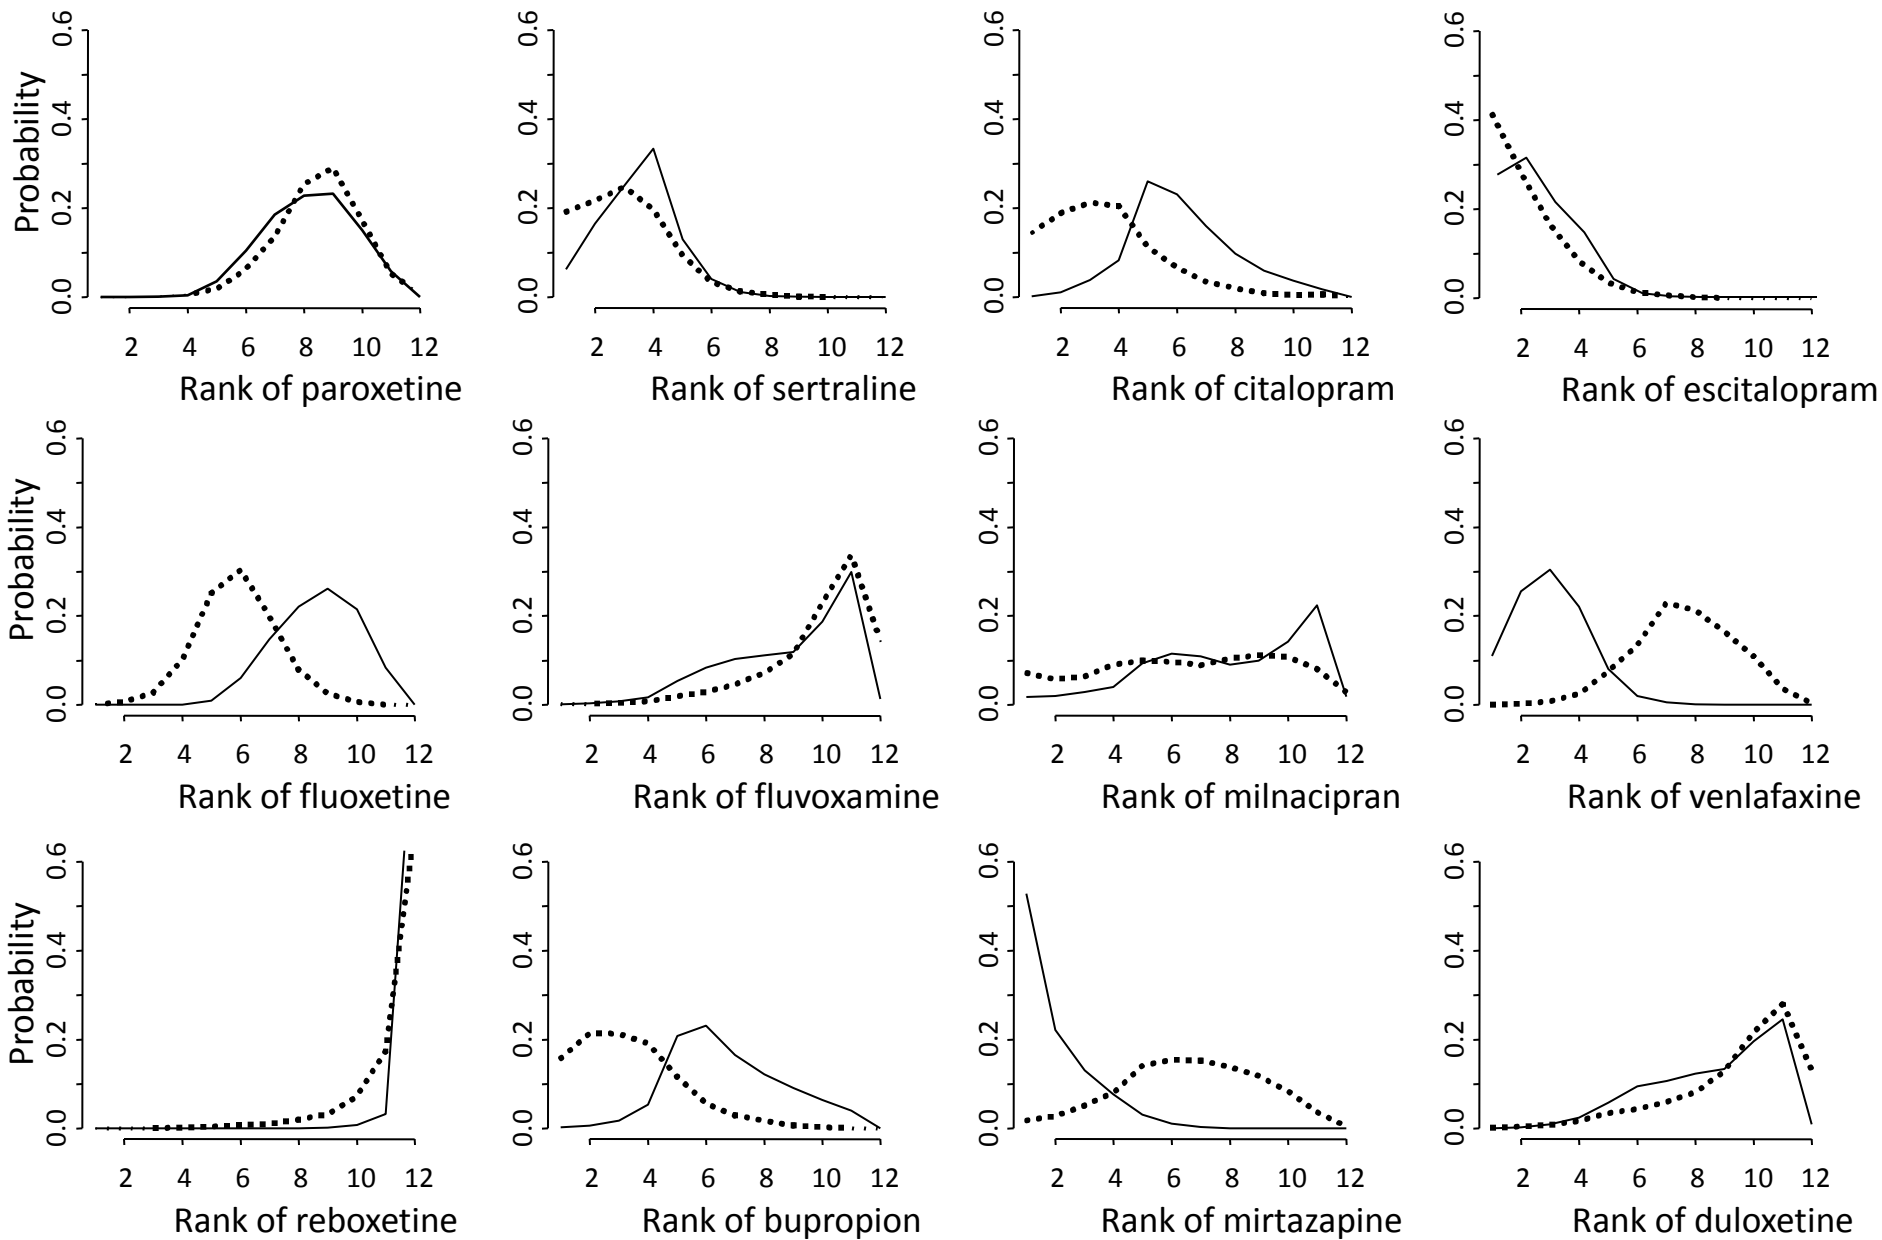 Probability
0.0 0.2 0.4 0.6
2 4 6 8 10 12
Rank of paroxetine
0.0 0.2 0.4 0.6
2 4 6 8 10 12
Rank of sertraline
0.0 0.2 0.4 0.6
2 4 6 8 10 12
Rank of citalopram
0.0 0.2 0.4 0.6
2 4 6 8 10 12
Rank of escitalopram
Probability
0.0 0.2 0.4 0.6
2 4 6 8 10 12
Rank of fluoxetine
0.0 0.2 0.4 0.6
2 4 6 8 10 12
Rank of fluvoxamine
0.0 0.2 0.4 0.6
2 4 6 8 10 12
Rank of milnacipran
0.0 0.2 0.4 0.6
2 4 6 8 10 12
Rank of venlafaxine
Probability
0.0 0.2 0.4 0.6
2 4 6 8 10 12
Rank of reboxetine
0.0 0.2 0.4 0.6
2 4 6 8 10 12
Rank of bupropion
0.0 0.2 0.4 0.6
2 4 6 8 10 12
Rank of mirtazapine
0.0 0.2 0.4 0.6
2 4 6 8 10 12
Rank of duloxetine